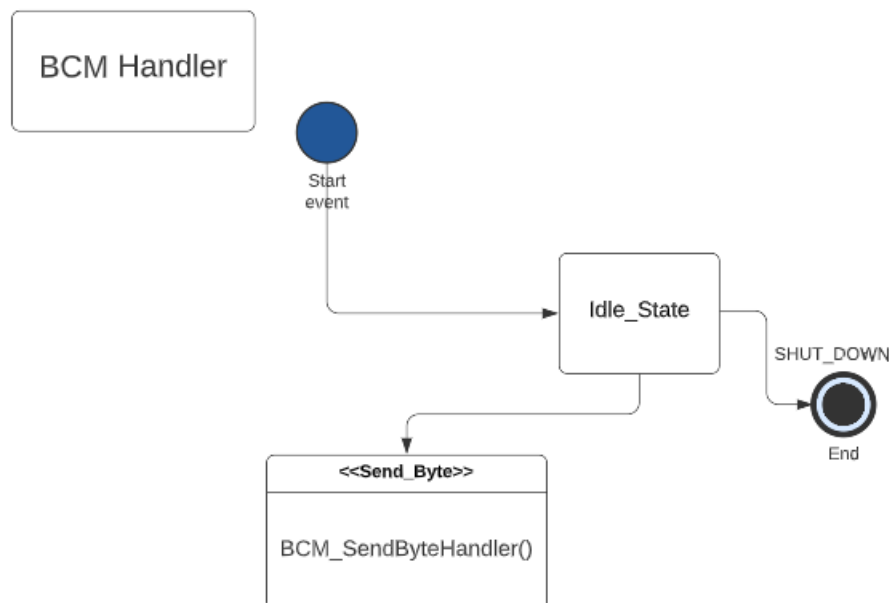 BCM Handler
Start
event
Idle_State
SHUT_DOWN
End
<<Send_Byte>>
BCM_SendByteHandler()